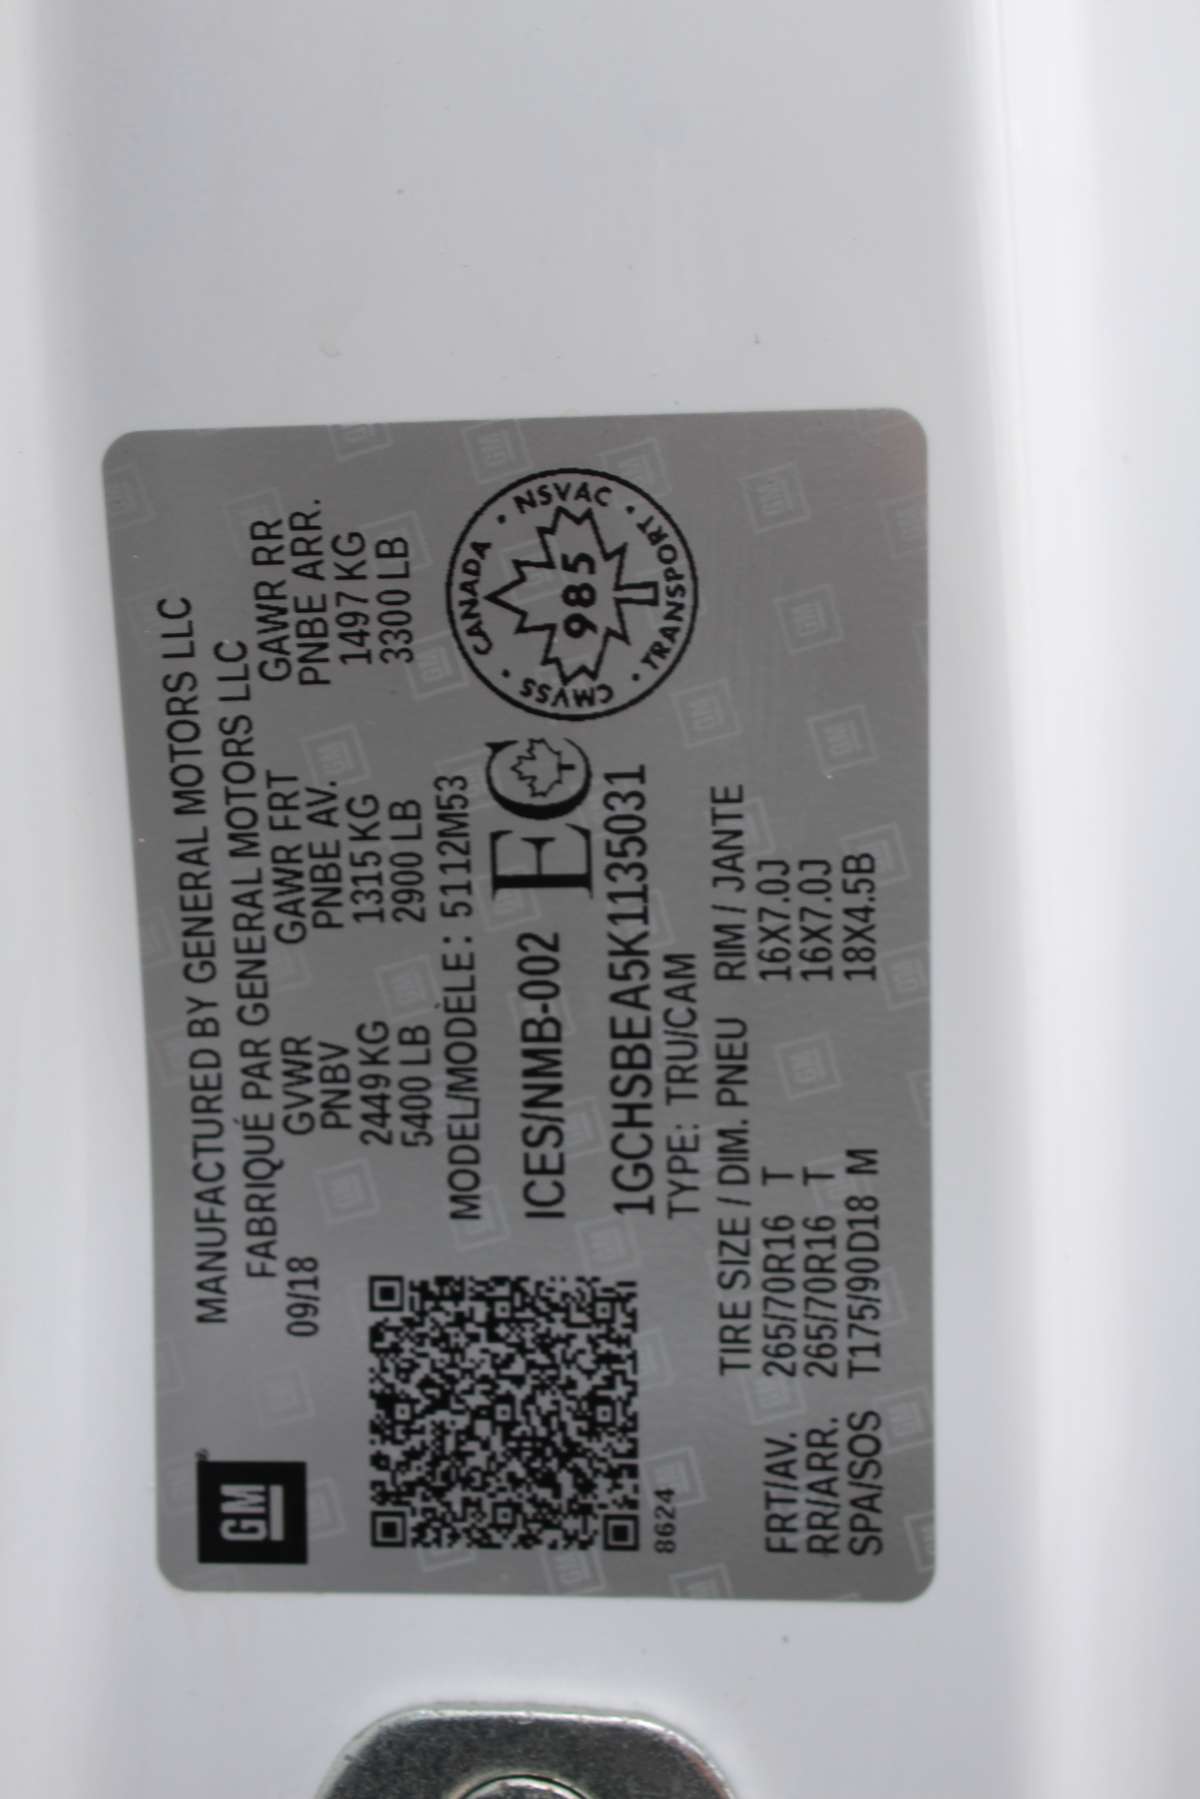 GM
MANUFACTURED BY GENERAL MOTORS LLC
FABRIQUÉ PAR GENERAL MOTORS LLC
09/18 GVWR GAWR FRT GAWR RR
PNBV PNBE AV. PNBE ARR.
2449 KG 1315 KG 1497 KG
5400 LB 2900 LB 3300 LB
MODEL/MODÈLE: 5112M53
ICES/NMB-002 EC
CANADA · NSVAC · TRANSPORT · CMVSS ·
985
1GCHSBEA5K1135031
8624 TYPE: TRU/CAM
TIRE SIZE / DIM. PNEU RIM / JANTE
FRT/AV. 265/70R16 T 16X7.0J
RR/ARR. 265/70R16 T 16X7.0J
SPA/SOS T175/90D18 M 18X4.5B